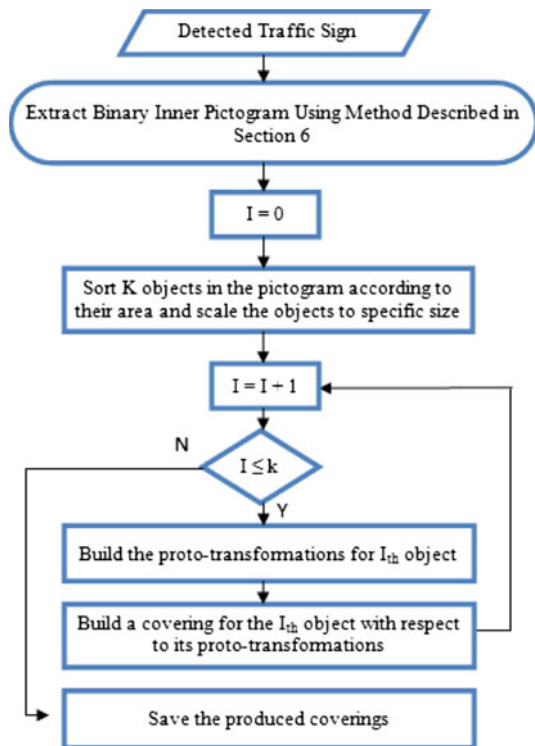 Detected Traffic Sign
Extract Binary Inner Pictogram Using Method Described in
Section 6
I = 0
Sort K objects in the pictogram according to
their area and scale the objects to specific size
I = I + 1
N
I ≤ k
Y
Build the proto-transformations for Ith object
Build a covering for the Ith object with respect
to its proto-transformations
Save the produced coverings